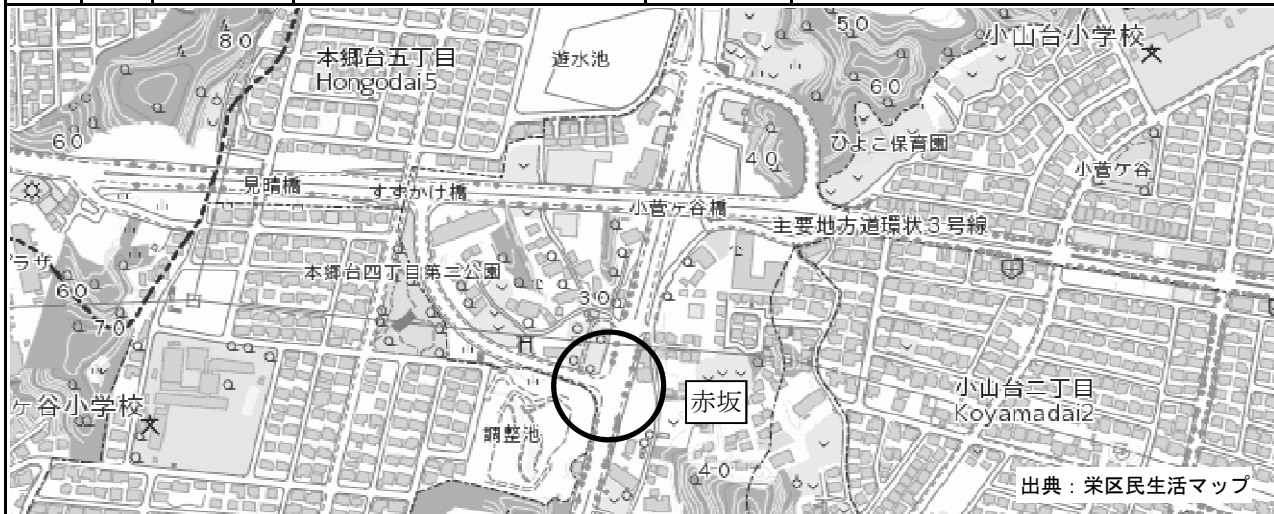 80
本郷台五丁目
Hongodai5
遊水池
50
小山台小学校
60
60
ひよこ保育園
40
小菅ケ谷
見晴橋
すずかけ橋
小菅ケ谷橋
主要地方道環状3号線
プラザ
本郷台四丁目第二公園
60
30
70
赤坂
小山台二丁目
Koyamadai2
ケ谷小学校
調整池
40
出典：栄区民生活マップ